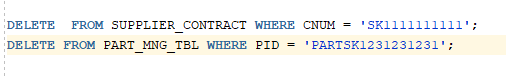 DELETE  FROM SUPPLIER_CONTRACT WHERE CNUM = 'SK1111111111';
DELETE FROM PART_MNG_TBL WHERE PID = 'PARTSK1231231231';